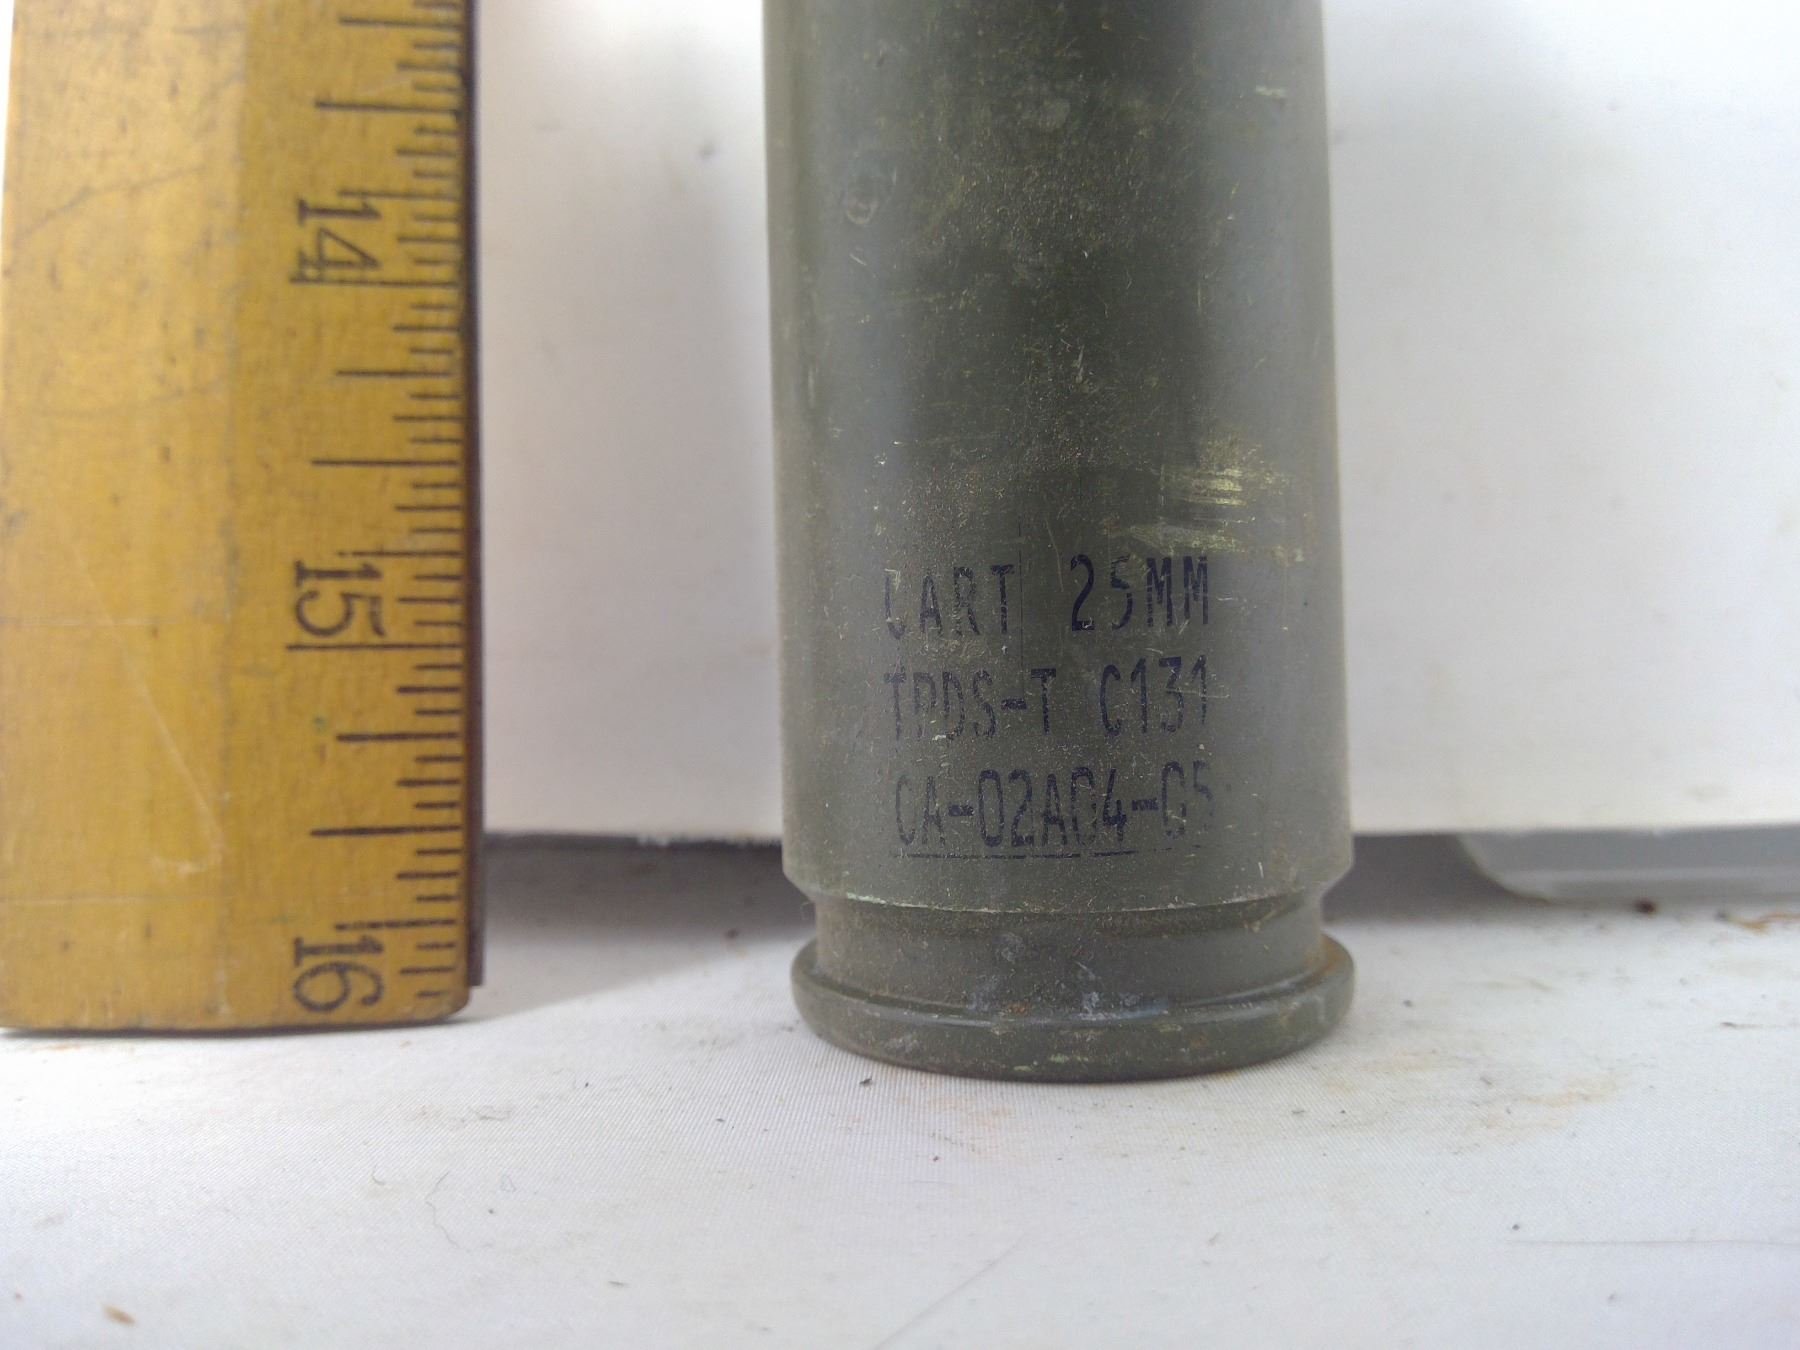 14
15
16
CART 25MM
TPDS-T C131
CA-02A04-G5